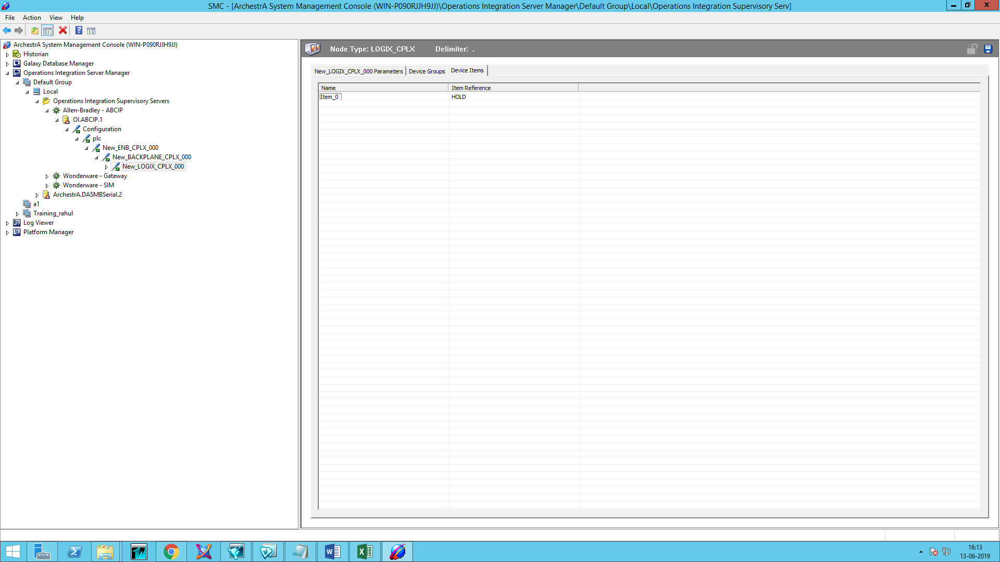 SMC - [ArchestrA System Management Console (WIN-P090RJJH9JJ)\Operations Integration Server Manager\Default Group\Local\Operations Integration Supervisory Serv]
File Action View Help
ArchestrA System Management Console (WIN-P090RJJH9JJ)
Historian
Galaxy Database Manager
Operations Integration Server Manager
Default Group
Local
Operations Integration Supervisory Servers
Allen-Bradley - ABCIP
OI.ABCIP.1
Configuration
plc
New_ENB_CPLX_000
New_BACKPLANE_CPLX_000
New_LOGIX_CPLX_000
Wonderware - Gateway
Wonderware - SIM
ArchestrA.DASMBSerial.2
a1
Training_rahul
Log Viewer
Platform Manager
Node Type: LOGIX_CPLX Delimiter: .
New_LOGIX_CPLX_000 Parameters Device Groups Device Items
Name Item Reference
Item_0 HOLD
16:13
13-06-2019